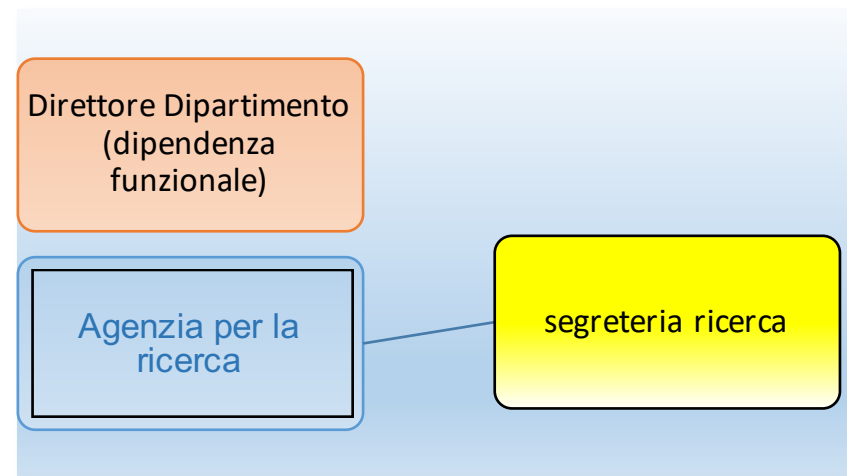 Direttore Dipartimento
(dipendenza
funzionale)
Agenzia per la
ricerca
segreteria ricerca